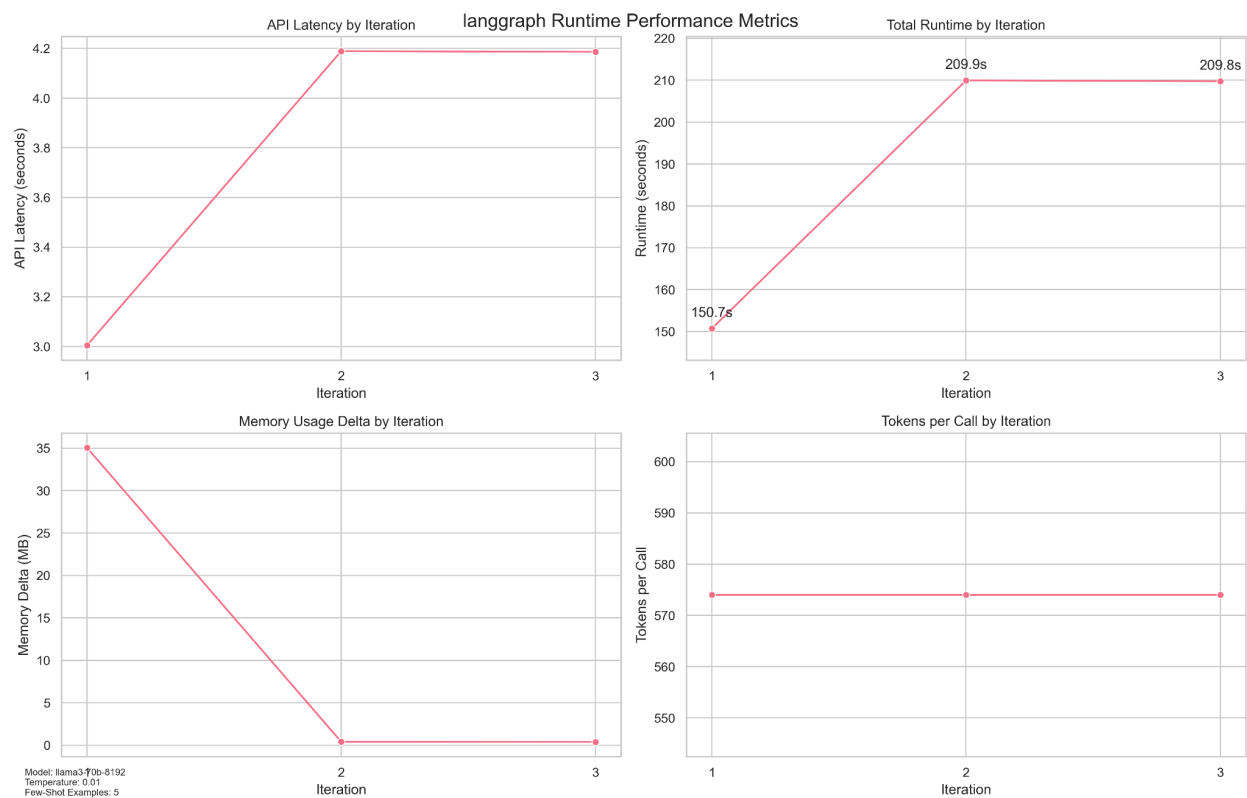 langgraph Runtime Performance Metrics
API Latency by Iteration
API Latency (seconds)
4.2
4.0
3.8
3.6
3.4
3.2
3.0
1 2 3
Iteration
Total Runtime by Iteration
Runtime (seconds)
220
210
200
190
180
170
160
150
150.7s
209.9s
209.8s
1 2 3
Iteration
Memory Usage Delta by Iteration
Memory Delta (MB)
35
30
25
20
15
10
5
0
1 2 3
Iteration
Tokens per Call by Iteration
Tokens per Call
600
590
580
570
560
550
1 2 3
Iteration
Model: llama3-70b-8192
Temperature: 0.01
Few-Shot Examples: 5